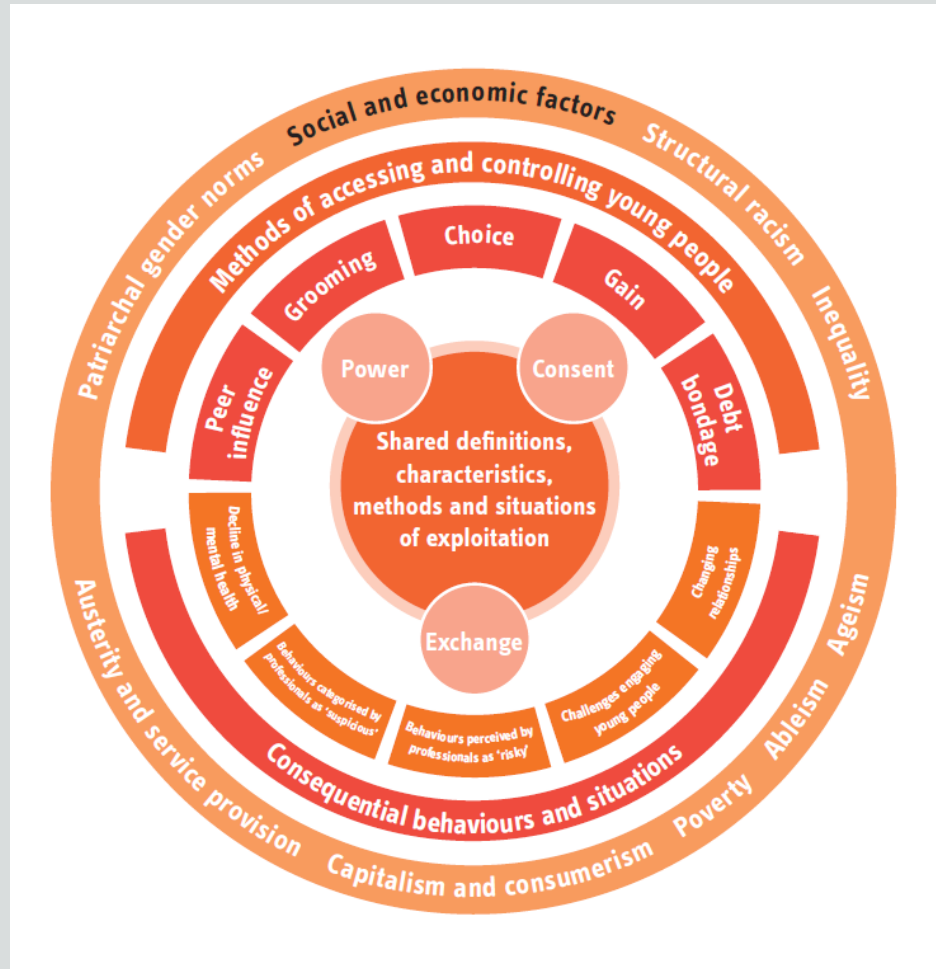 Social and economic factors
Structural racism
Inequality
Ageism
Ableism
Poverty
Capitalism and consumerism
Austerity and service provision
Patriarchal gender norms
Methods of accessing and controlling young people
Peer
influence
Grooming
Choice
Gain
Debt
bondage
Power
Consent
Shared definitions,
characteristics,
methods and situations
of exploitation
Exchange
Changing
relationships
Challenges engaging
young people
Behaviours perceived by
professionals as ‘risky’
Behaviours categorised by
professionals as ‘suspicious’
Decline in physical/
mental health
Consequential behaviours and situations